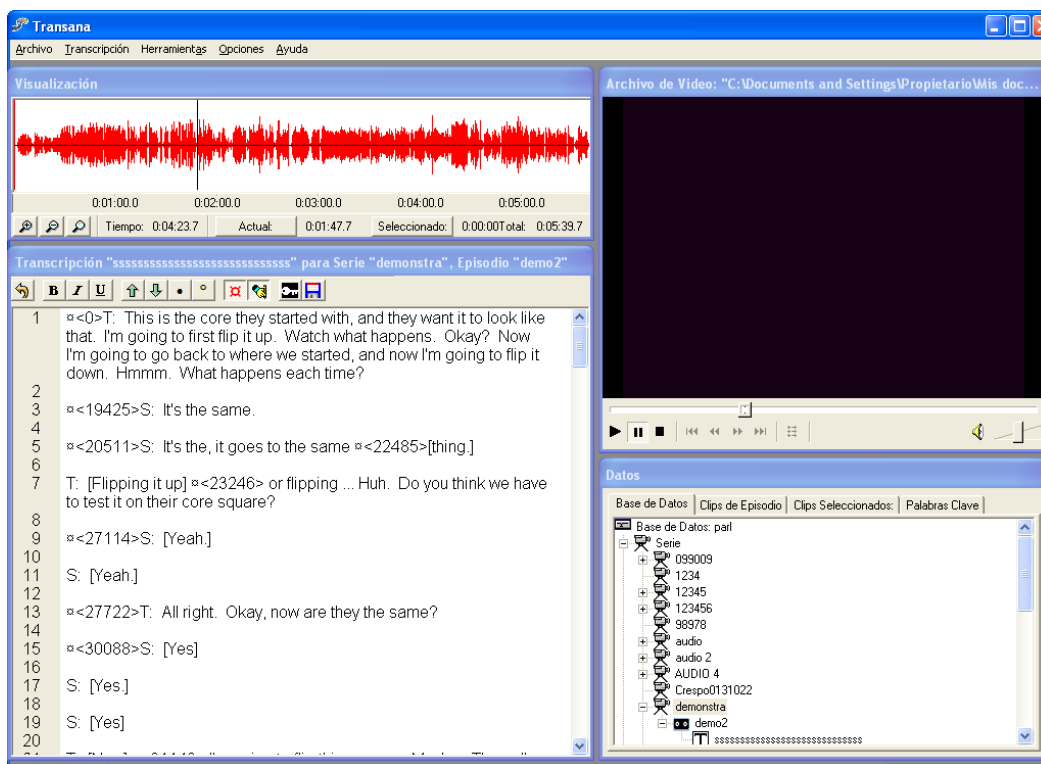 Transana
Archivo Transcripción Herramientas Opciones Ayuda
Visualización
0:01:00.0 0:02:00.0 0:03:00.0 0:04:00.0 0:05:00.0
Tiempo: 0:04:23.7 Actual: 0:01:47.7 Seleccionado: 0:00:00Total: 0:05:39.7
Transcripción "sssssssssssssssssssssssssssss" para Serie "demonstra", Episodio "demo2"
B I U
1 ¤<0>T: This is the core they started with, and they want it to look like
that. I'm going to first flip it up. Watch what happens. Okay? Now
I'm going to go back to where we started, and now I'm going to flip it
down. Hmmm. What happens each time?
2
3 ¤<19425>S: It's the same.
4
5 ¤<20511>S: It's the, it goes to the same ¤<22485>[thing.]
6
7 T: [Flipping it up] ¤<23246> or flipping ... Huh. Do you think we have
to test it on their core square?
8
9 ¤<27114>S: [Yeah.]
10
11 S: [Yeah.]
12
13 ¤<27722>T: All right. Okay, now are they the same?
14
15 ¤<30088>S: [Yes]
16
17 S: [Yes.]
18
19 S: [Yes]
20
Archivo de Video: "C:\Documents and Settings\Propietario\Mis doc...
Datos
Base de Datos Clips de Episodio Clips Seleccionados: Palabras Clave
Base de Datos: parl
Serie
099009
1234
12345
123456
98978
audio
audio 2
AUDIO 4
Crespo0131022
demonstra
demo2
T sssssssssssssssssssssssssssss